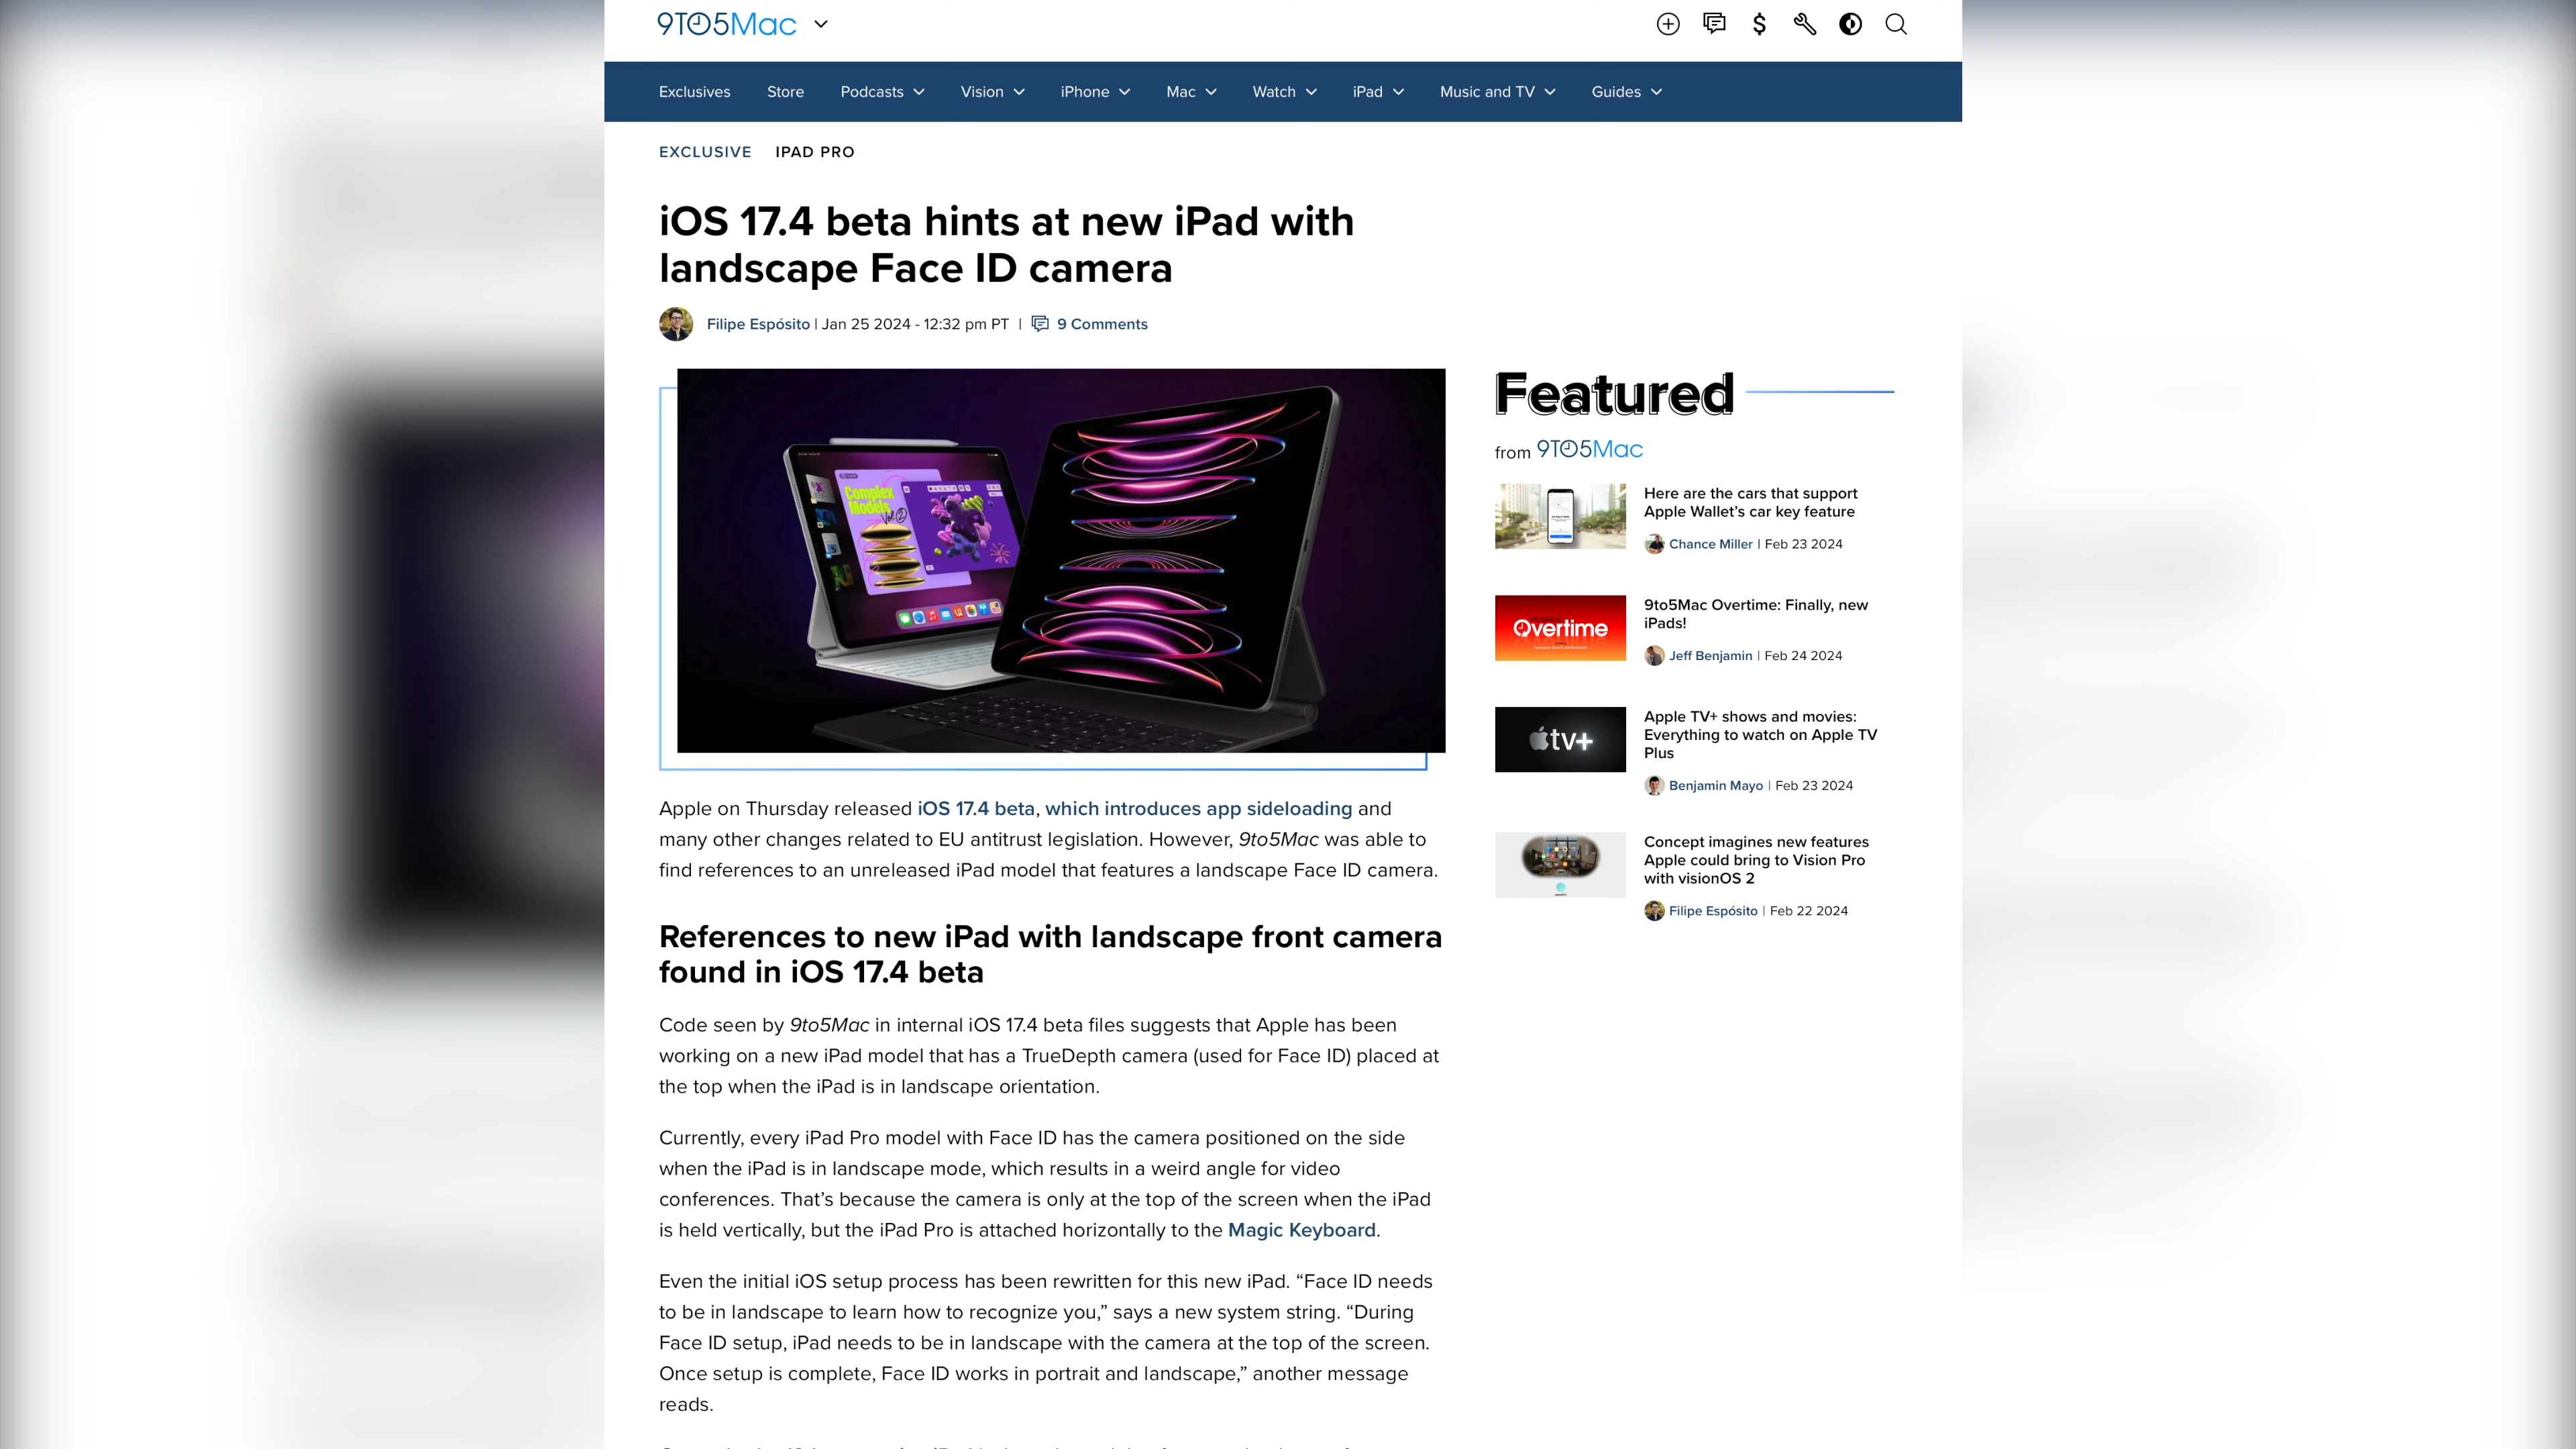 9TO5Mac
Exclusives Store Podcasts Vision iPhone Mac Watch iPad Music and TV Guides
EXCLUSIVE IPAD PRO
iOS 17.4 beta hints at new iPad with
landscape Face ID camera
Filipe Espósito | Jan 25 2024 - 12:32 pm PT | 9 Comments
Complex
Models
Vol 2
Apple on Thursday released iOS 17.4 beta, which introduces app sideloading and
many other changes related to EU antitrust legislation. However, 9to5Mac was able to
find references to an unreleased iPad model that features a landscape Face ID camera.
References to new iPad with landscape front camera
found in iOS 17.4 beta
Code seen by 9to5Mac in internal iOS 17.4 beta files suggests that Apple has been
working on a new iPad model that has a TrueDepth camera (used for Face ID) placed at
the top when the iPad is in landscape orientation.
Currently, every iPad Pro model with Face ID has the camera positioned on the side
when the iPad is in landscape mode, which results in a weird angle for video
conferences. That’s because the camera is only at the top of the screen when the iPad
is held vertically, but the iPad Pro is attached horizontally to the Magic Keyboard.
Even the initial iOS setup process has been rewritten for this new iPad. “Face ID needs
to be in landscape to learn how to recognize you,” says a new system string. “During
Face ID setup, iPad needs to be in landscape with the camera at the top of the screen.
Once setup is complete, Face ID works in portrait and landscape,” another message
reads.
Featured
from 9TO5Mac
Here are the cars that support
Apple Wallet’s car key feature
Chance Miller | Feb 23 2024
Overtime
9to5Mac Overtime: Finally, new
iPads!
Jeff Benjamin | Feb 24 2024
tv+
Apple TV+ shows and movies:
Everything to watch on Apple TV
Plus
Benjamin Mayo | Feb 23 2024
Concept imagines new features
Apple could bring to Vision Pro
with visionOS 2
Filipe Espósito | Feb 22 2024